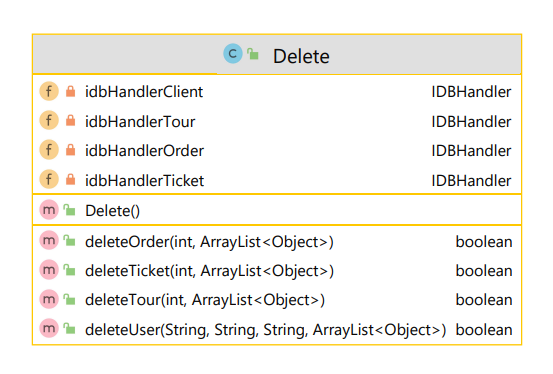 C Delete
f idbHandlerClient IDBHandler
f idbHandlerTour IDBHandler
f idbHandlerOrder IDBHandler
f idbHandlerTicket IDBHandler
m Delete()
m deleteOrder(int, ArrayList<Object>) boolean
m deleteTicket(int, ArrayList<Object>) boolean
m deleteTour(int, ArrayList<Object>) boolean
m deleteUser(String, String, String, ArrayList<Object>) boolean